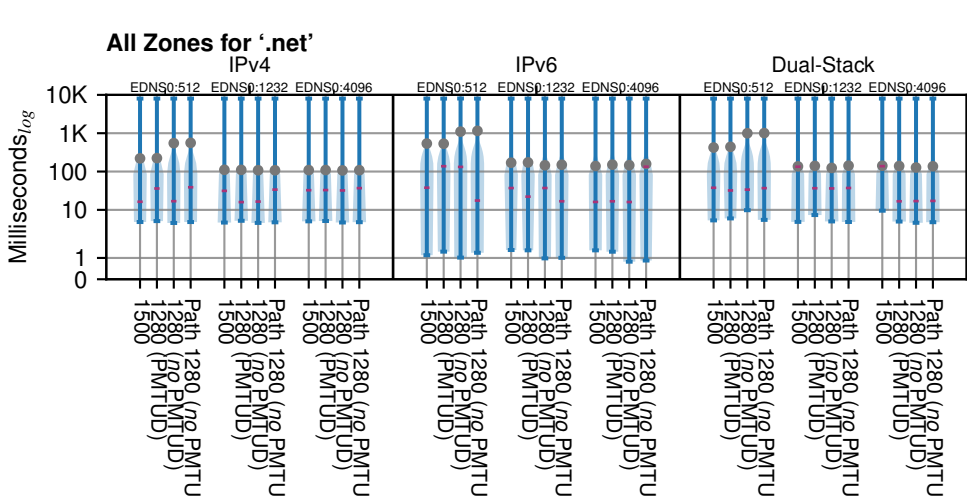 All Zones for ‘.net’
IPv4
IPv6
Dual-Stack
EDNS0:512
EDNS0:1232
EDNS0:4096
EDNS0:512
EDNS0:1232
EDNS0:4096
EDNS0:512
EDNS0:1232
EDNS0:4096
Milliseconds log
10K
1K
100
10
1
0
1500
1280 (PMTUD)
1280 (no PMTUD)
Path 1280 (no PMTU
1500
1280 (PMTUD)
1280 (no PMTUD)
Path 1280 (no PMTU
1500
1280 (PMTUD)
1280 (no PMTUD)
Path 1280 (no PMTU
1500
1280 (PMTUD)
1280 (no PMTUD)
Path 1280 (no PMTU
1500
1280 (PMTUD)
1280 (no PMTUD)
Path 1280 (no PMTU
1500
1280 (PMTUD)
1280 (no PMTUD)
Path 1280 (no PMTU
1500
1280 (PMTUD)
1280 (no PMTUD)
Path 1280 (no PMTU
1500
1280 (PMTUD)
1280 (no PMTUD)
Path 1280 (no PMTU
1500
1280 (PMTUD)
1280 (no PMTUD)
Path 1280 (no PMTU